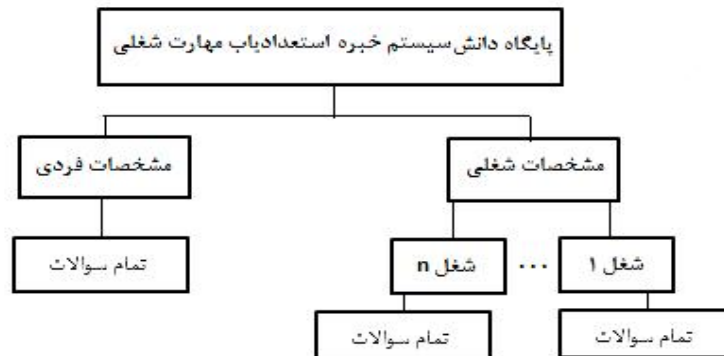 پایگاه دانش سیستم خبره استعدادیاب مهارت شغلی
مشخصات شغلی
مشخصات فردی
شغل ۱
...
شغل n
تمام سوالات
تمام سوالات
تمام سوالات